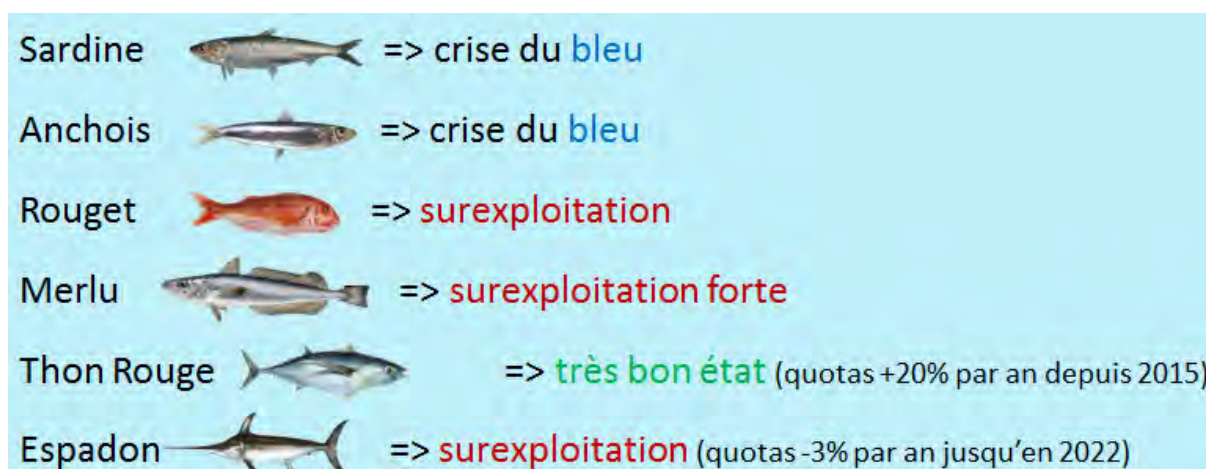 Sardine => crise du bleu
Anchois => crise du bleu
Rouget => surexploitation
Merlu => surexploitation forte
Thon Rouge => très bon état (quotas +20% par an depuis 2015)
Espadon => surexploitation (quotas -3% par an jusqu'en 2022)